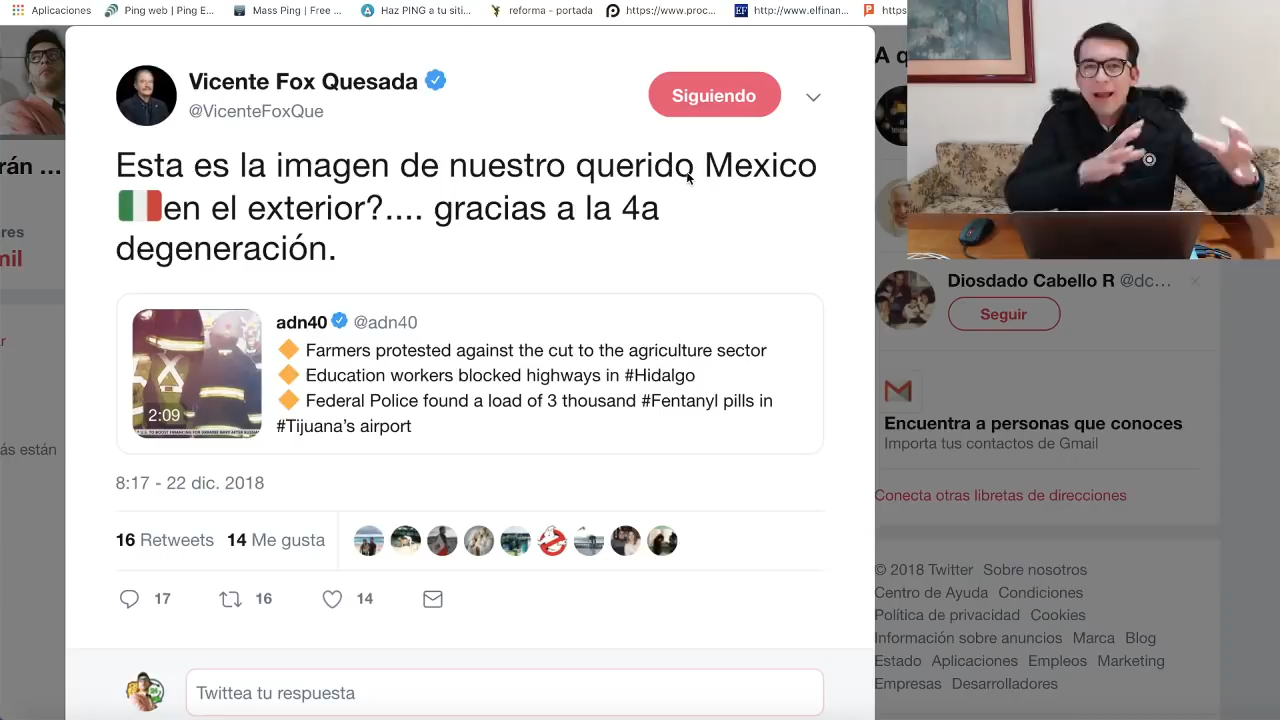 Aplicaciones Ping web | Ping E... Mass Ping | Free ... Haz PING a tu siti... reforma - portada https://www.proc... http://www.elfinan... https
Vicente Fox Quesada
@VicenteFoxQue
Siguiendo
Esta es la imagen de nuestro querido Mexico
en el exterior?.... gracias a la 4a
degeneración.
adn40 @adn40
Farmers protested against the cut to the agriculture sector
Education workers blocked highways in #Hidalgo
Federal Police found a load of 3 thousand #Fentanyl pills in
#Tijuana's airport
2:09
8:17 - 22 dic. 2018
16 Retweets 14 Me gusta
17 16 14
Twittea tu respuesta
rán ...
res
mil
r
ás están
A q
Diosdado Cabello R @dc...
Seguir
Encuentra a personas que conoces
Importa tus contactos de Gmail
Conecta otras libretas de direcciones
© 2018 Twitter Sobre nosotros
Centro de Ayuda Condiciones
Política de privacidad Cookies
Información sobre anuncios Marca Blog
Estado Aplicaciones Empleos Marketing
Empresas Desarrolladores